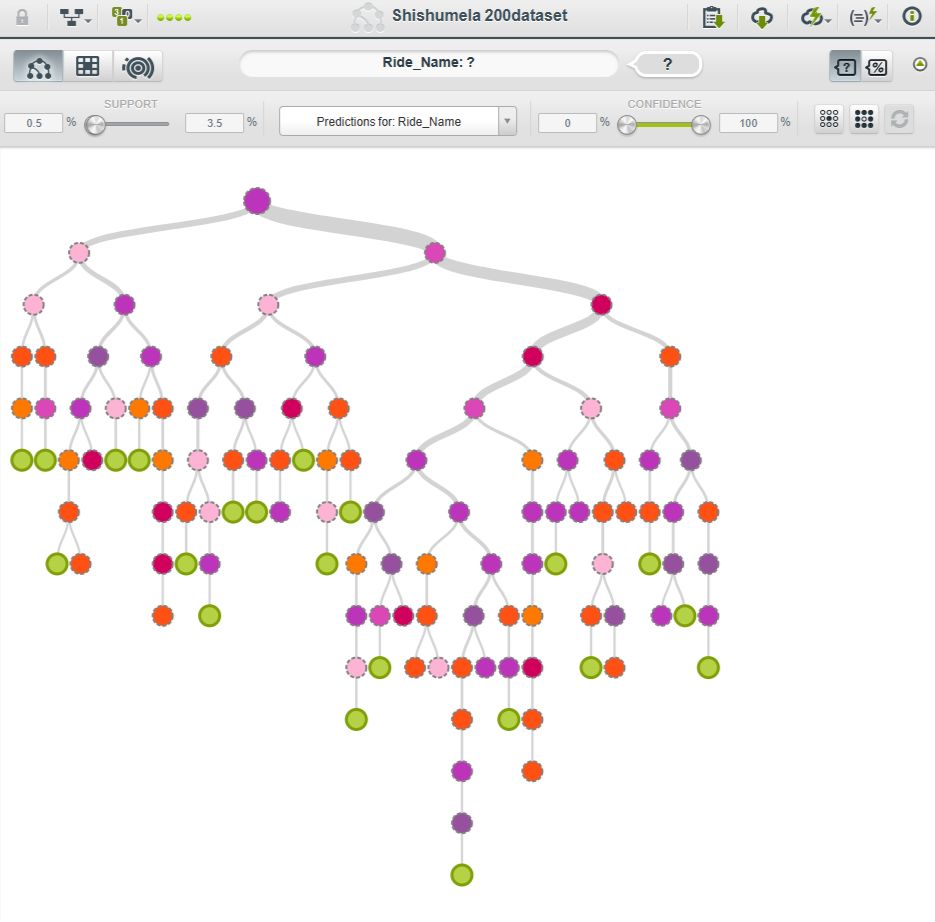 Shishumela 200dataset
Ride_Name: ?
?
? %
SUPPORT
CONFIDENCE
0.5 % 3.5 %
Predictions for: Ride_Name
0 % 100 %